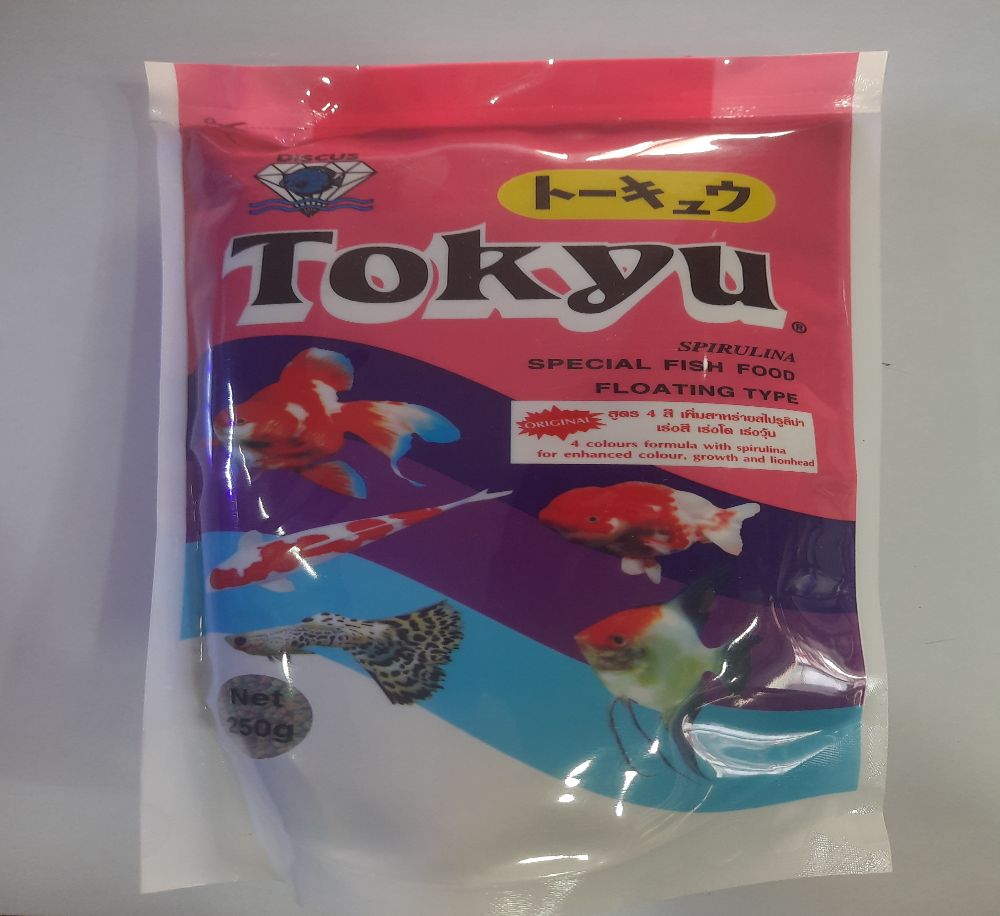 DISCUS
トーキュウ
Tokyu®
SPIRULINA
SPECIAL FISH FOOD
FLOATING TYPE
ORIGINAL
สูตร 4 สี เพิ่มสาหร่ายสไปรูลิน่า
เร่งสี เร่งโต เร่งวุ้น
4 colours formula with spirulina
for enhanced colour, growth and lionhead
Net
250g